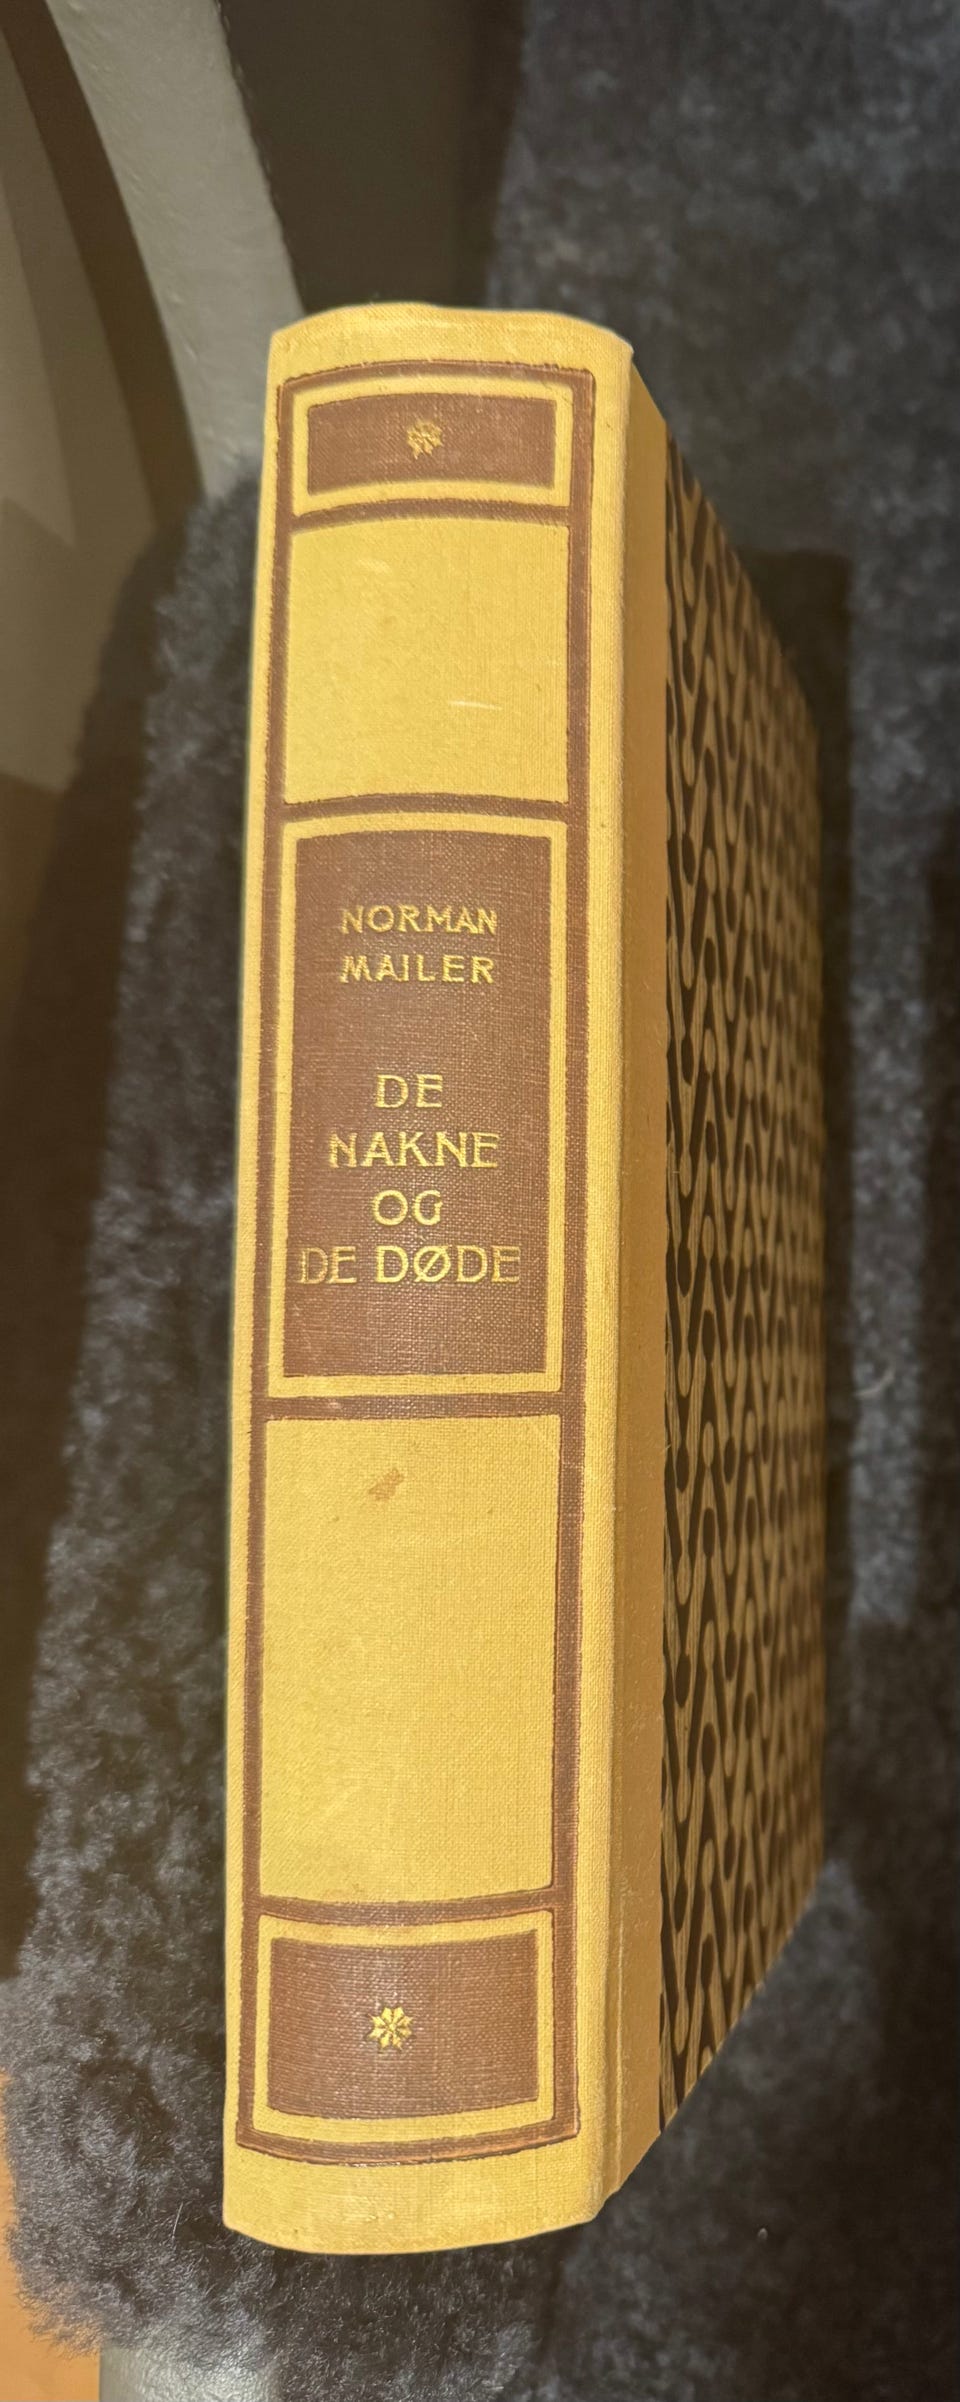 NORMAN
MAILER
DE
NAKNE
OG
DE DØDE